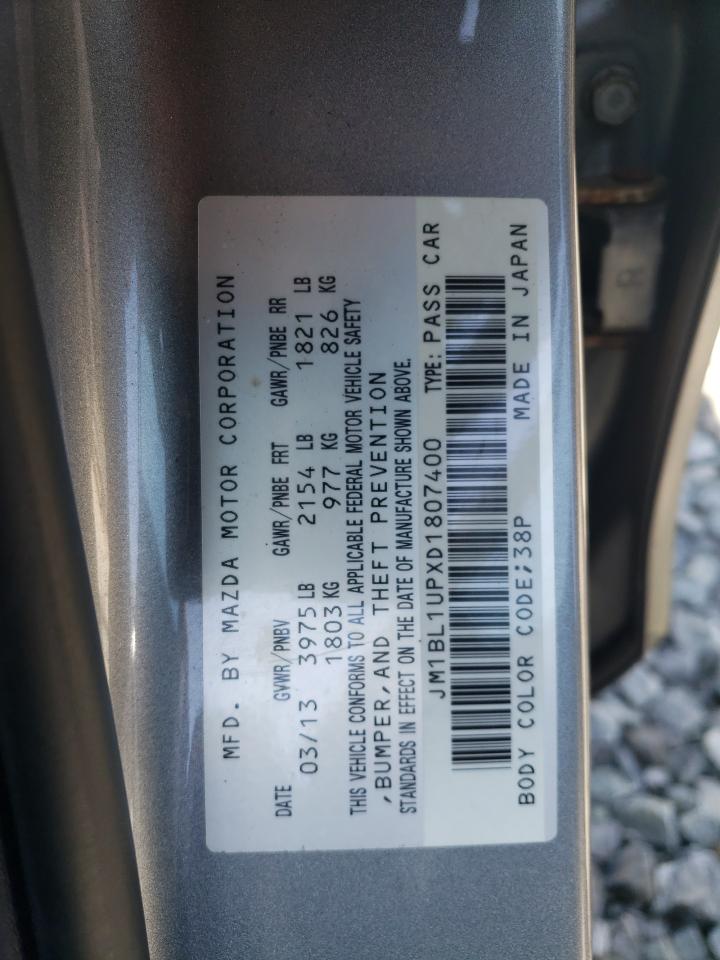 MFD. BY MAZDA MOTOR CORPORATION
DATE GVWR/PNBV GAWR/PNBE FRT GAWR/PNBE RR
03/13 3975 LB 2154 LB 1821 LB
1803 KG 977 KG 826 KG
THIS VEHICLE CONFORMS TO ALL APPLICABLE FEDERAL MOTOR VEHICLE SAFETY
,BUMPER,AND THEFT PREVENTION
STANDARDS IN EFFECT ON THE DATE OF MANUFACTURE SHOWN ABOVE.
JM1BL1UPXD1807400 TYPE: PASS CAR
BODY COLOR CODE;38P MADE IN JAPAN